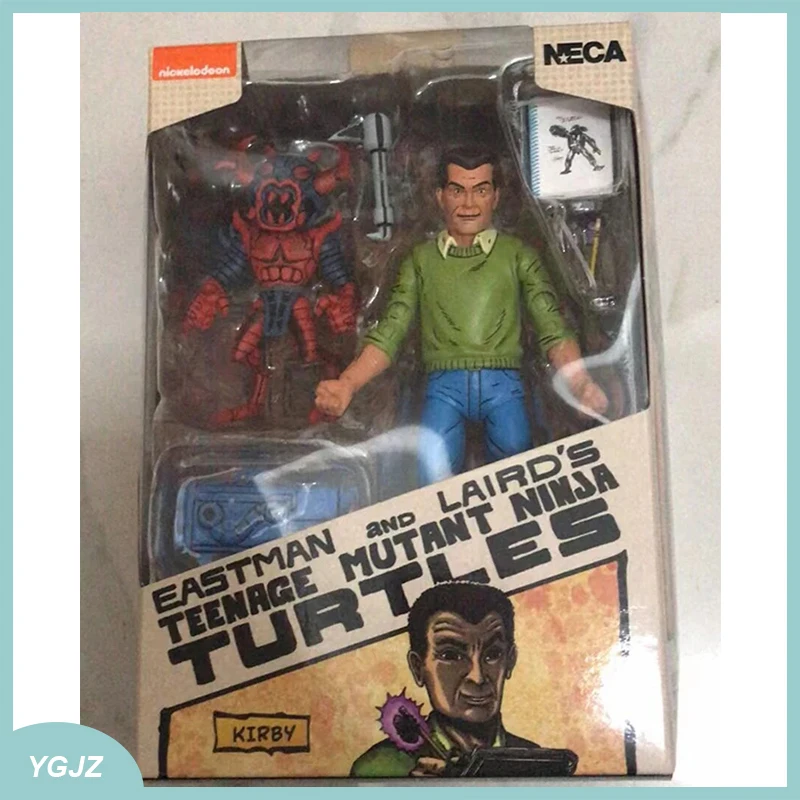 nickelodeon
NECA
EASTMAN AND LAIRD'S
TEENAGE MUTANT NINJA
TURTLES
KIRBY
YGJZ